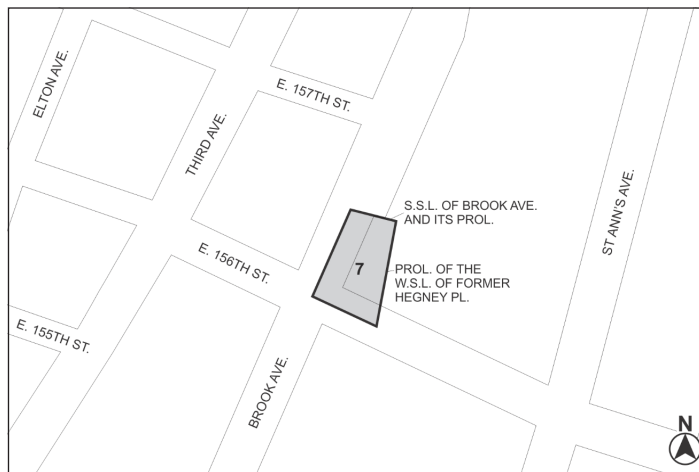 ELTON AVE.
E. 157TH ST.
THIRD AVE.
S.S.L. OF BROOK AVE.
AND ITS PROL.
ST ANN'S AVE.
E. 156TH ST.
7
PROL. OF THE
W.S.L. OF FORMER
HEGNEY PL.
E. 155TH ST.
BROOK AVE.
N